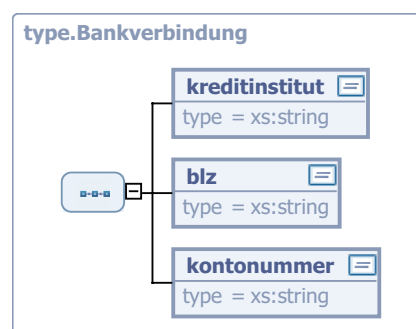 type.Bankverbindung
kreditinstitut
type = xs:string
blz
type = xs:string
kontonummer
type = xs:string